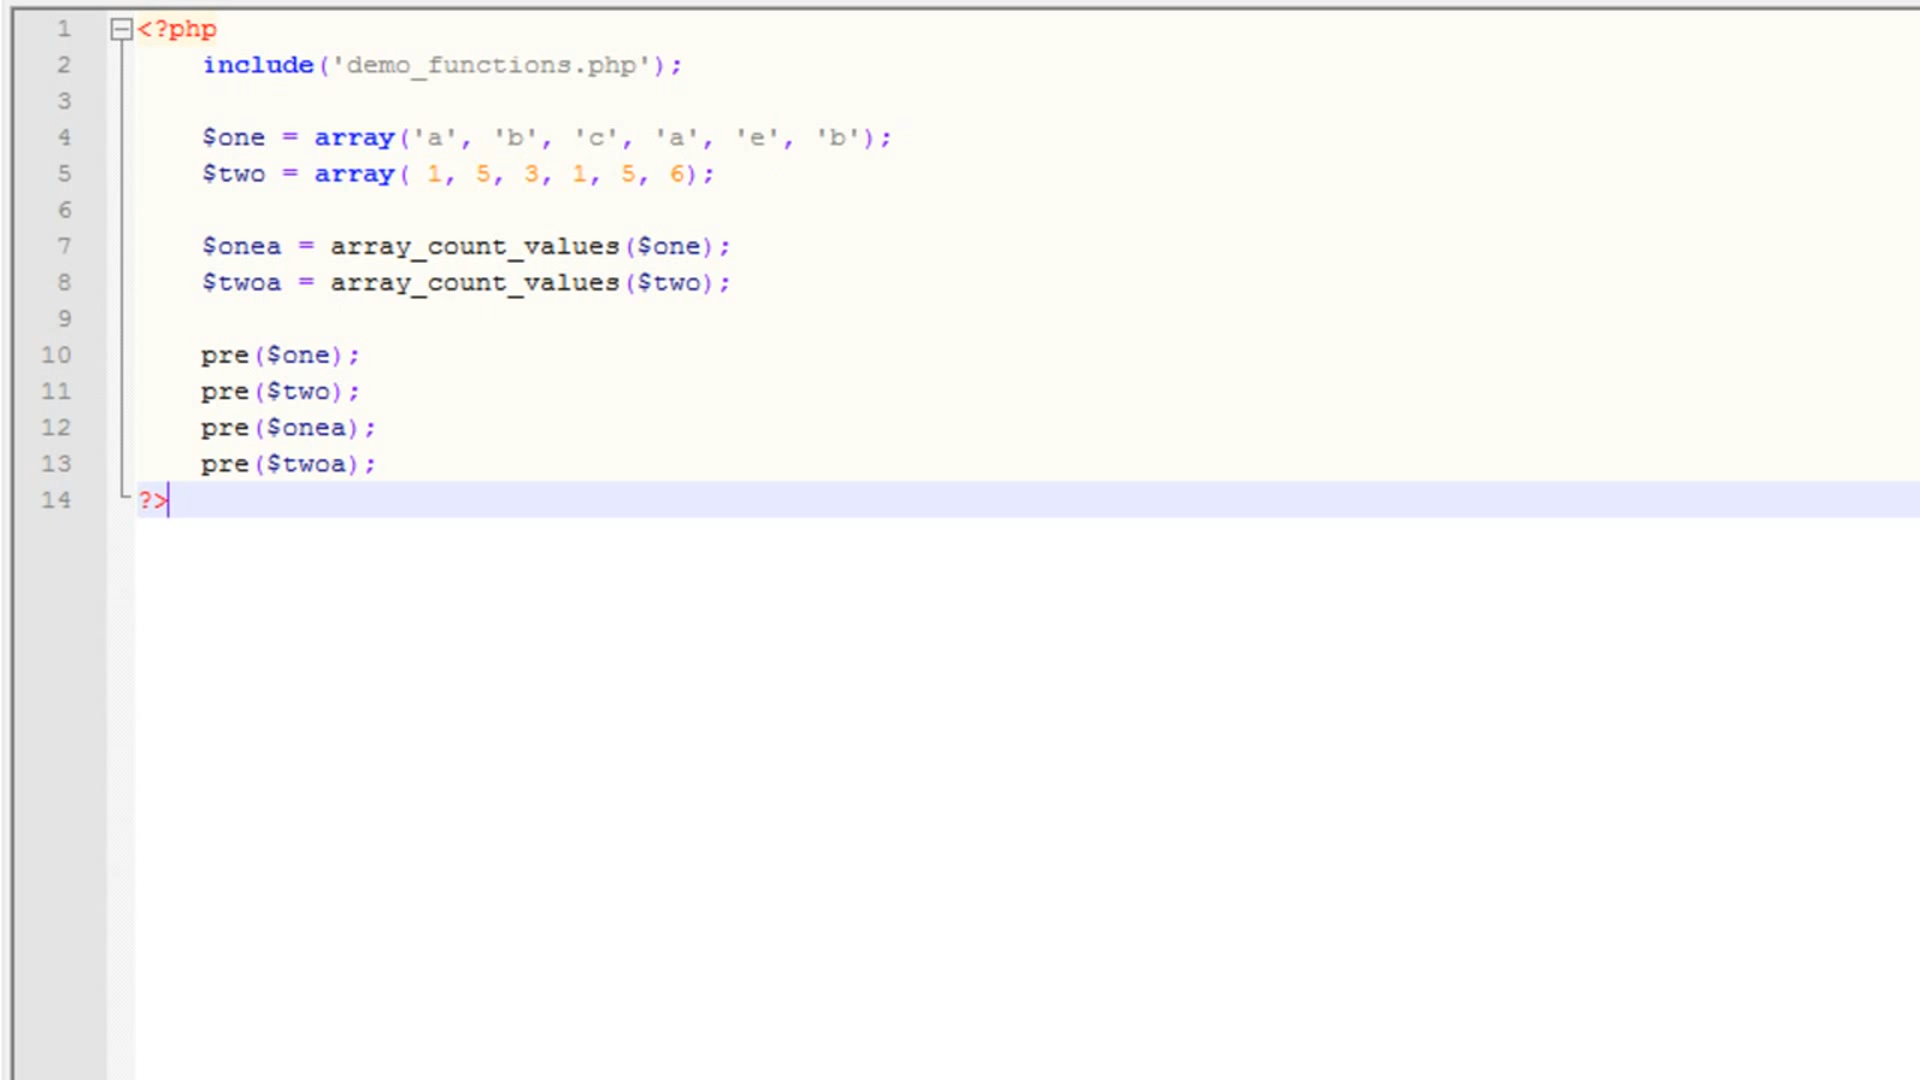 1 <?php
2 include('demo_functions.php');
3
4 $one = array('a', 'b', 'c', 'a', 'e', 'b');
5 $two = array( 1, 5, 3, 1, 5, 6);
6
7 $onea = array_count_values($one);
8 $twoa = array_count_values($two);
9
10 pre($one);
11 pre($two);
12 pre($onea);
13 pre($twoa);
14 ?>